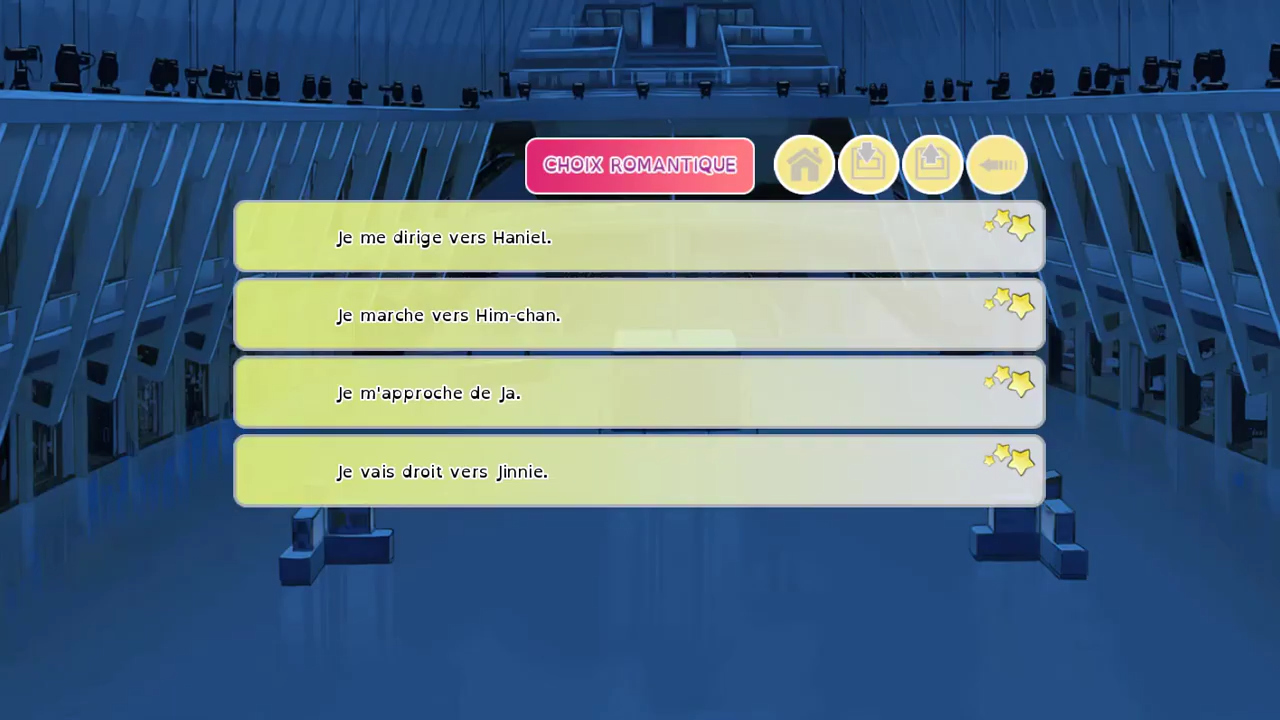 CHOIX ROMANTIQUE
Je me dirige vers Haniel.
Je marche vers Him-chan.
Je m'approche de Ja.
Je vais droit vers Jinnie.